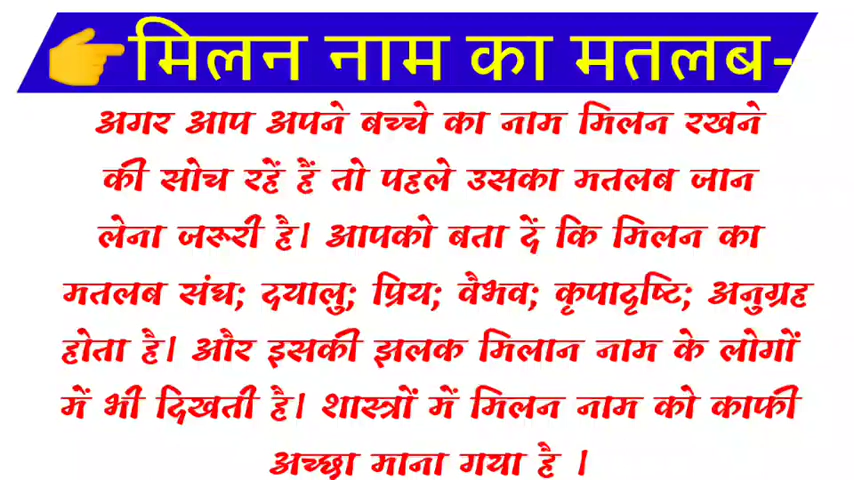 👉मिलन नाम का मतलब-
अगर आप अपने बच्चे का नाम मिलन रखने
की सोच रहें हैं तो पहले उसका मतलब जान
लेना जरूरी है। आपको बता दें कि मिलन का
मतलब संघ; दयालु; प्रिय; वैभव; कृपादृष्टि; अनुग्रह
होता है। और इसकी झलक मिलान नाम के लोगों
में भी दिखती है। शास्त्रों में मिलन नाम को काफी
अच्छा माना गया है ।